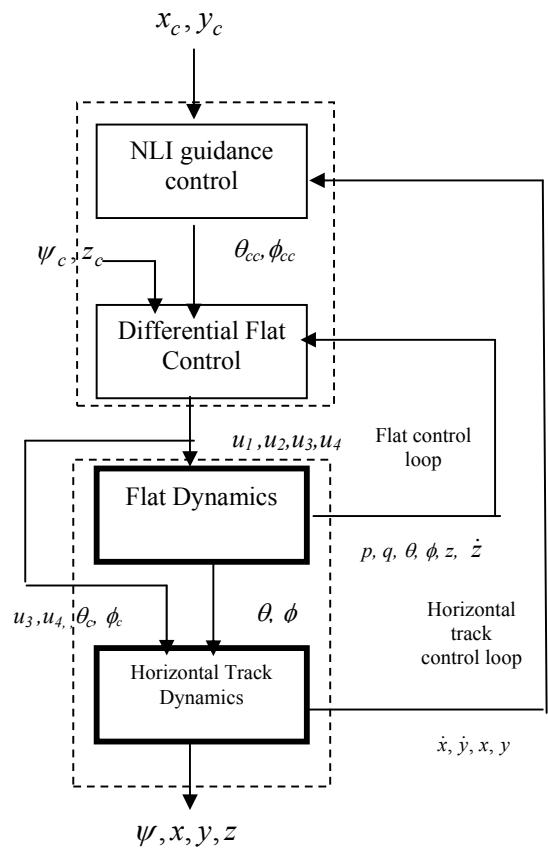 x_c, y_c
NLI guidance
control
ψ_c, z_c
θ_cc, ϕ_cc
Differential Flat
Control
u_1 ,u_2,u_3,u_4
Flat control
loop
Flat Dynamics
p, q, θ, ϕ, z, ż
u_3 ,u_4, ,θ_c, ϕ_c
θ, ϕ
Horizontal
track
control loop
Horizontal Track
Dynamics
ẋ, ẏ, x, y
ψ, x, y, z